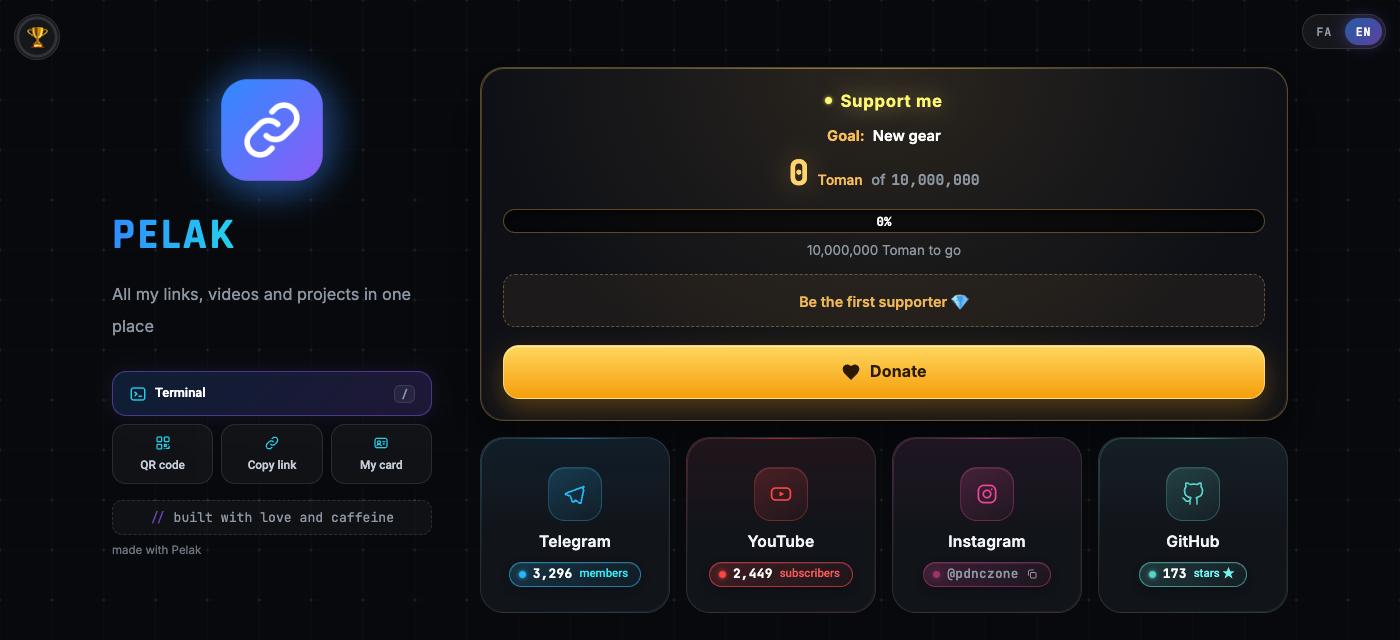 FA EN
PELAK
All my links, videos and projects in one
place
Terminal /
QR code
Copy link
My card
// built with love and caffeine
made with Pelak
Support me
Goal: New gear
0 Toman of 10,000,000
0%
10,000,000 Toman to go
Be the first supporter 💎
Donate
Telegram
3,296 members
YouTube
2,449 subscribers
Instagram
@pdnczone
GitHub
173 stars ★